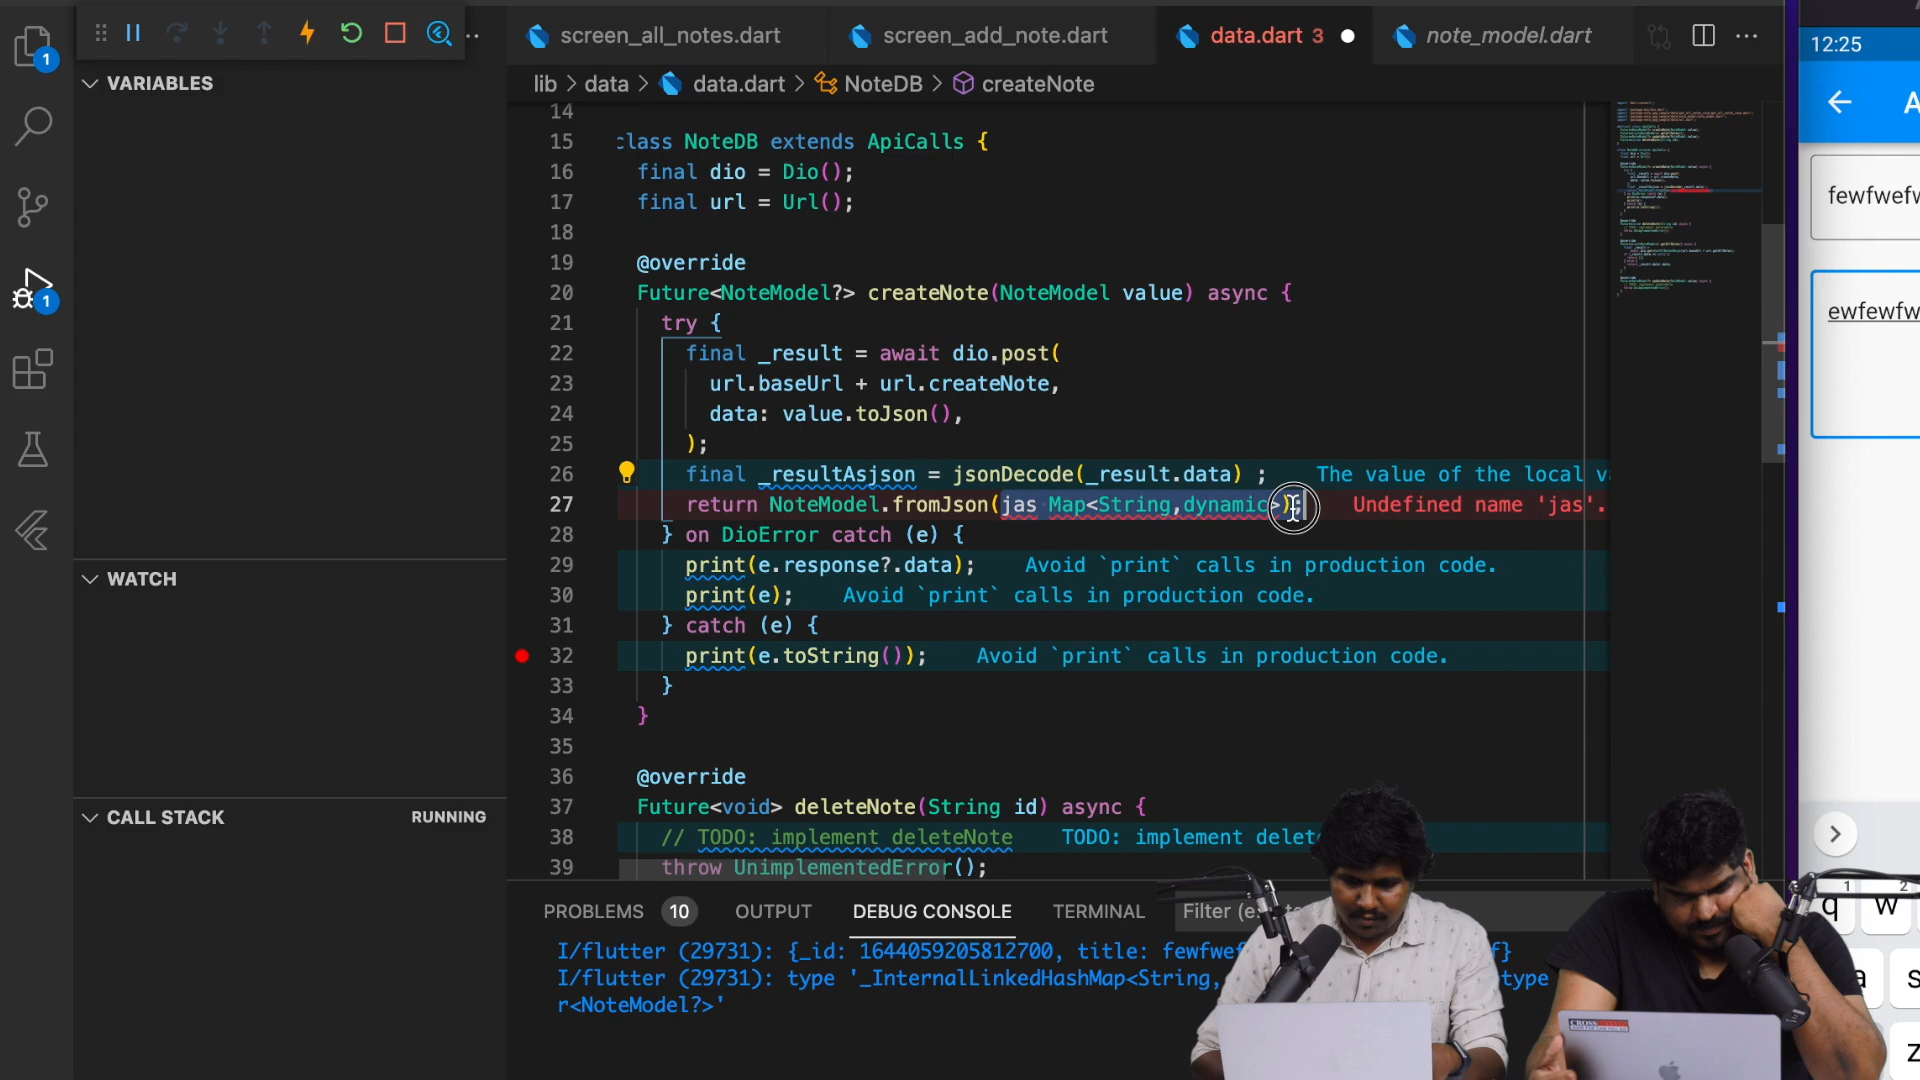 screen_all_notes.dart
screen_add_note.dart
data.dart 3
note_model.dart
12:25
1
VARIABLES
lib > data > data.dart > NoteDB > createNote
A
14
15 class NoteDB extends ApiCalls {
16 final dio = Dio();
17 final url = Url();
18
19 @override
20 Future<NoteModel?> createNote(NoteModel value) async {
21 try {
22 final _result = await dio.post(
23 url.baseUrl + url.createNote,
24 data: value.toJson(),
25 );
26 final _resultAsjson = jsonDecode(_result.data) ; The value of the local v
27 return NoteModel.fromJson(jas Map<String,dynamic>); Undefined name 'jas'.
28 } on DioError catch (e) {
29 print(e.response?.data); Avoid `print` calls in production code.
30 print(e); Avoid `print` calls in production code.
31 } catch (e) {
32 print(e.toString()); Avoid `print` calls in production code.
33 }
34 }
35
36 @override
37 Future<void> deleteNote(String id) async {
38 // TODO: implement deleteNote TODO: implement delet
39 throw UnimplementedError();
fewfwefw
ewfewfw
1
WATCH
CALL STACK
RUNNING
PROBLEMS 10 OUTPUT DEBUG CONSOLE TERMINAL Filter (e
I/flutter (29731): {_id: 1644059205812700, title: fewfwef f}
I/flutter (29731): type '_InternalLinkedHashMap<String, type
r<NoteModel?>'
1 2
q w
a s
z